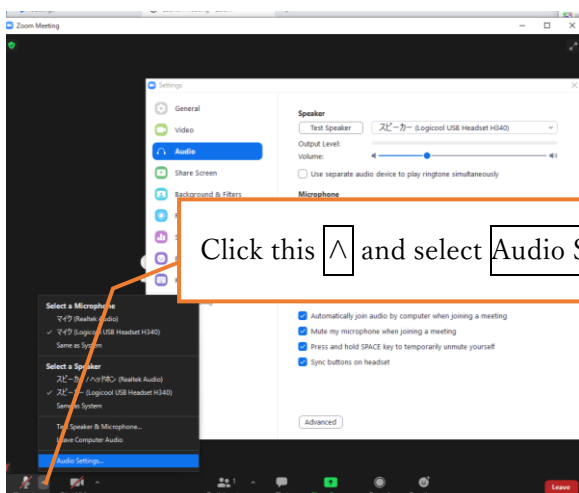 Zoom Meeting
Settings
General
Video
Audio
Share Screen
Background & Filters
Speaker
Test Speaker
スピーカー (Logicool USB Headset H340)
Output Level:
Volume:
Use separate audio device to play ringtone simultaneously
Microphone
Click this ∧ and select Audio S
Automatically join audio by computer when joining a meeting
Mute my microphone when joining a meeting
Press and hold SPACE key to temporarily unmute yourself
Sync buttons on headset
Advanced
Select a Microphone
マイク (Realtek Audio)
マイク (Logicool USB Headset H340)
Same as System
Select a Speaker
スピーカー / ヘッドホン (Realtek Audio)
スピーカー (Logicool USB Headset H340)
Same as System
Test Speaker & Microphone...
Leave Computer Audio
Audio Settings...
1
Leave